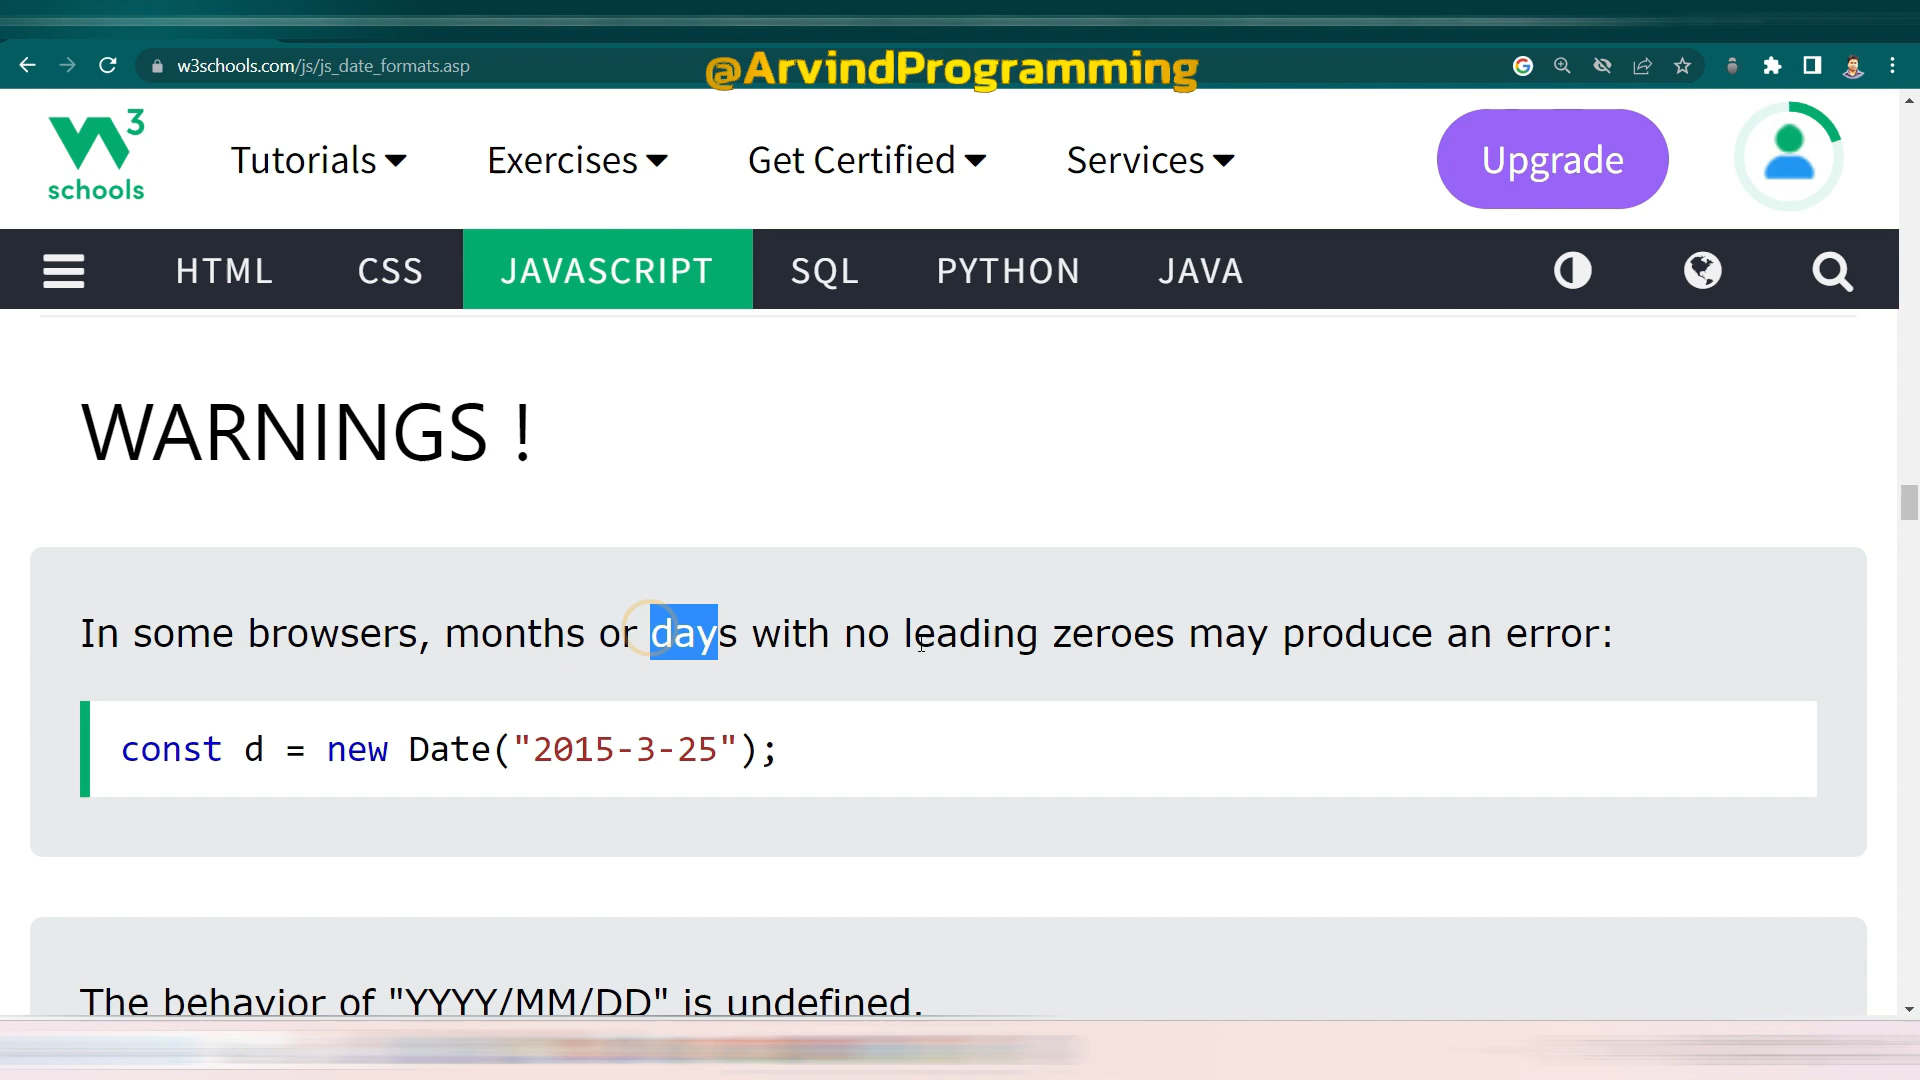 w3schools.com/js/js_date_formats.asp
@ArvindProgramming
W3 schools
Tutorials
Exercises
Get Certified
Services
Upgrade
HTML
CSS
JAVASCRIPT
SQL
PYTHON
JAVA
WARNINGS !
In some browsers, months or days with no leading zeroes may produce an error:
const d = new Date("2015-3-25");
The behavior of "YYYY/MM/DD" is undefined.